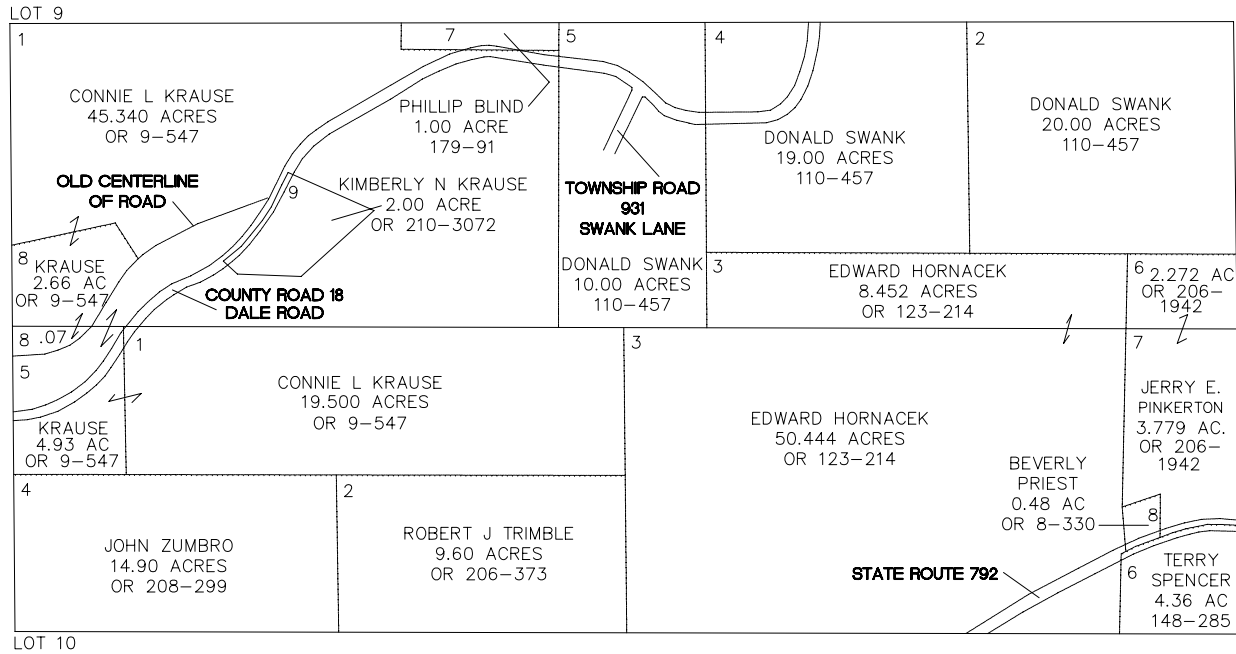 LOT 9
1
7
5
4
2
CONNIE L KRAUSE
45.340 ACRES
OR 9-547
PHILLIP BLIND
1.00 ACRE
179-91
DONALD SWANK
19.00 ACRES
110-457
DONALD SWANK
20.00 ACRES
110-457
OLD CENTERLINE
OF ROAD
9
KIMBERLY N KRAUSE
2.00 ACRE
OR 210-3072
TOWNSHIP ROAD
931
SWANK LANE
8
KRAUSE
2.66 AC
OR 9-547
COUNTY ROAD 18
DALE ROAD
DONALD SWANK
10.00 ACRES
110-457
3
EDWARD HORNACEK
8.452 ACRES
OR 123-214
6
2.272 AC
OR 206-
1942
8 .07
5
KRAUSE
4.93 AC
OR 9-547
1
CONNIE L KRAUSE
19.500 ACRES
OR 9-547
3
EDWARD HORNACEK
50.444 ACRES
OR 123-214
7
JERRY E.
PINKERTON
3.779 AC.
OR 206-
1942
BEVERLY
PRIEST
0.48 AC
OR 8-330
8
4
JOHN ZUMBRO
14.90 ACRES
OR 208-299
2
ROBERT J TRIMBLE
9.60 ACRES
OR 206-373
STATE ROUTE 792
6
TERRY
SPENCER
4.36 AC
148-285
LOT 10